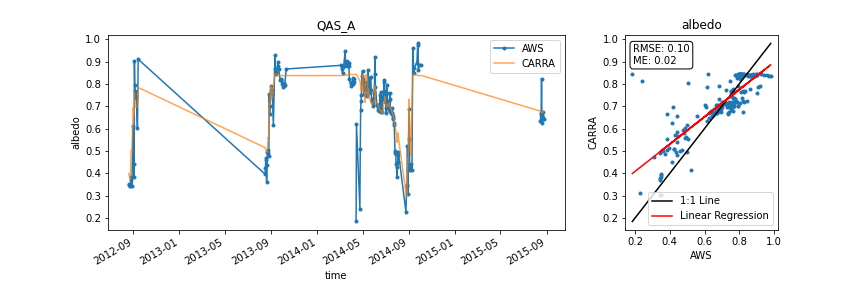 QAS_A
1.0
0.9
0.8
0.7
0.6
0.5
0.4
0.3
0.2
albedo
AWS
CARRA
2012-09
2013-01
2013-05
2013-09
2014-01
2014-05
2014-09
2015-01
2015-05
2015-09
time
albedo
RMSE: 0.10
ME: 0.02
1.0
0.9
0.8
0.7
0.6
0.5
0.4
0.3
0.2
CARRA
1:1 Line
Linear Regression
0.2 0.4 0.6 0.8 1.0
AWS